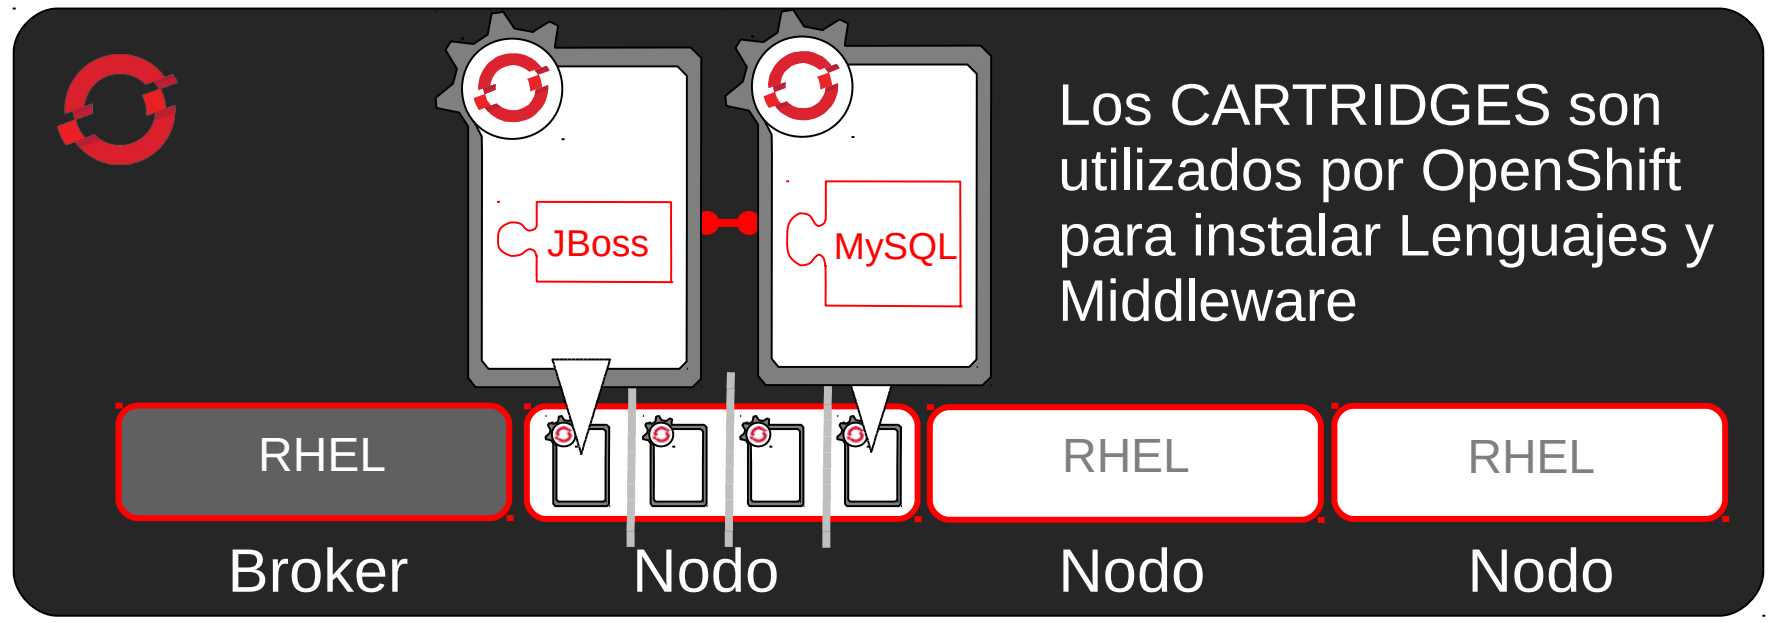 Los CARTRIDGES son
utilizados por OpenShift
para instalar Lenguajes y
Middleware
JBoss
MySQL
RHEL
RHEL
RHEL
Broker
Nodo
Nodo
Nodo